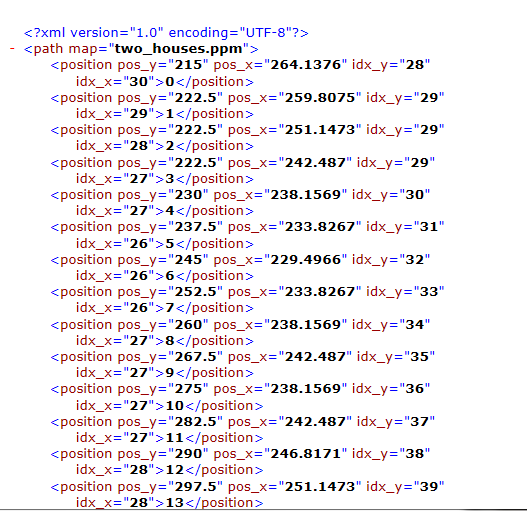 <?xml version="1.0" encoding="UTF-8"?>
- <path map="two_houses.ppm">
<position pos_y="215" pos_x="264.1376" idx_y="28"
idx_x="30">0</position>
<position pos_y="222.5" pos_x="259.8075" idx_y="29"
idx_x="29">1</position>
<position pos_y="222.5" pos_x="251.1473" idx_y="29"
idx_x="28">2</position>
<position pos_y="222.5" pos_x="242.487" idx_y="29"
idx_x="27">3</position>
<position pos_y="230" pos_x="238.1569" idx_y="30"
idx_x="27">4</position>
<position pos_y="237.5" pos_x="233.8267" idx_y="31"
idx_x="26">5</position>
<position pos_y="245" pos_x="229.4966" idx_y="32"
idx_x="26">6</position>
<position pos_y="252.5" pos_x="233.8267" idx_y="33"
idx_x="26">7</position>
<position pos_y="260" pos_x="238.1569" idx_y="34"
idx_x="27">8</position>
<position pos_y="267.5" pos_x="242.487" idx_y="35"
idx_x="27">9</position>
<position pos_y="275" pos_x="238.1569" idx_y="36"
idx_x="27">10</position>
<position pos_y="282.5" pos_x="242.487" idx_y="37"
idx_x="27">11</position>
<position pos_y="290" pos_x="246.8171" idx_y="38"
idx_x="28">12</position>
<position pos_y="297.5" pos_x="251.1473" idx_y="39"
idx_x="28">13</position>